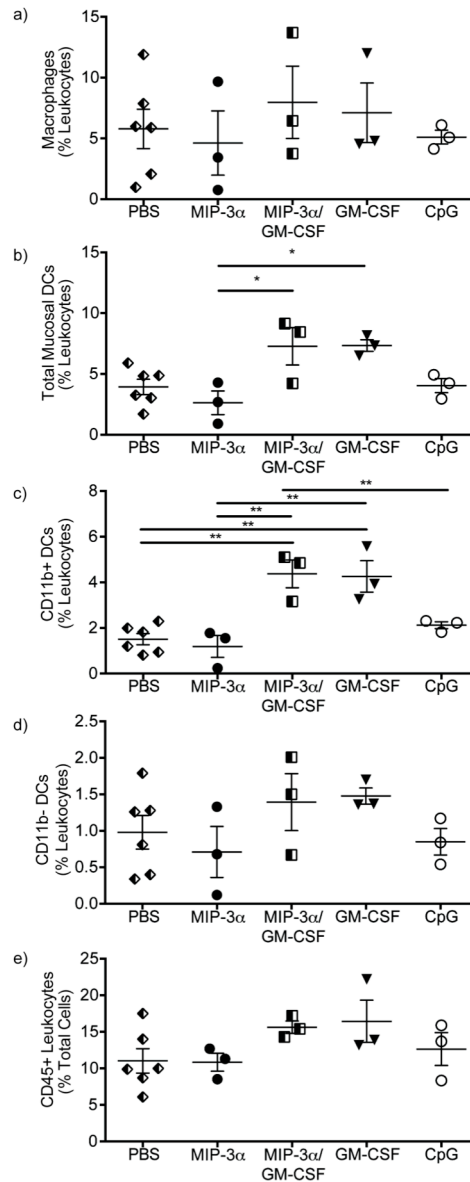 a)
Macrophages
(% Leukocytes)
15
10
5
0
PBS MIP-3α MIP-3α/ GM-CSF CpG
GM-CSF
b)
Total Mucosal DCs
(% Leukocytes)
15
10
5
0
*
*
PBS MIP-3α MIP-3α/ GM-CSF CpG
GM-CSF
c)
CD11b+ DCs
(% Leukocytes)
8
6
4
2
0
**
**
**
**
**
PBS MIP-3α MIP-3α/ GM-CSF CpG
GM-CSF
d)
CD11b- DCs
(% Leukocytes)
2.5
2.0
1.5
1.0
0.5
0.0
PBS MIP-3α MIP-3α/ GM-CSF CpG
GM-CSF
e)
CD45+ Leukocytes
(% Total Cells)
25
20
15
10
5
0
PBS MIP-3α MIP-3α/ GM-CSF CpG
GM-CSF